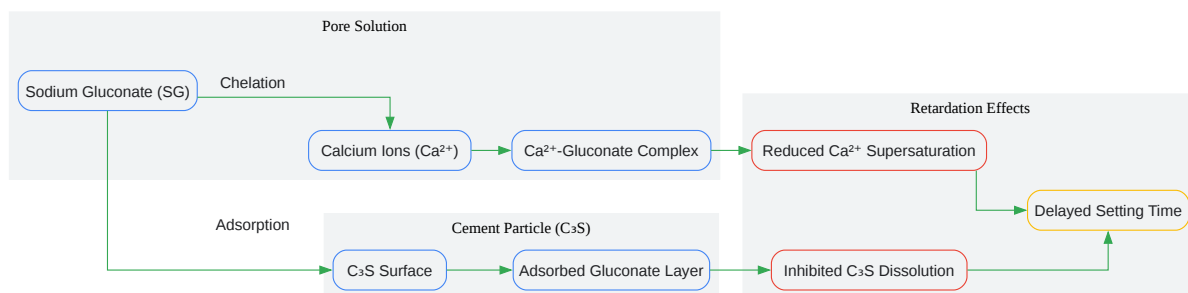 Pore Solution
Sodium Gluconate (SG)
Chelation
Calcium Ions (Ca²⁺)
Ca²⁺-Gluconate Complex
Retardation Effects
Reduced Ca²⁺ Supersaturation
Delayed Setting Time
Adsorption
Cement Particle (C₃S)
C₃S Surface
Adsorbed Gluconate Layer
Inhibited C₃S Dissolution